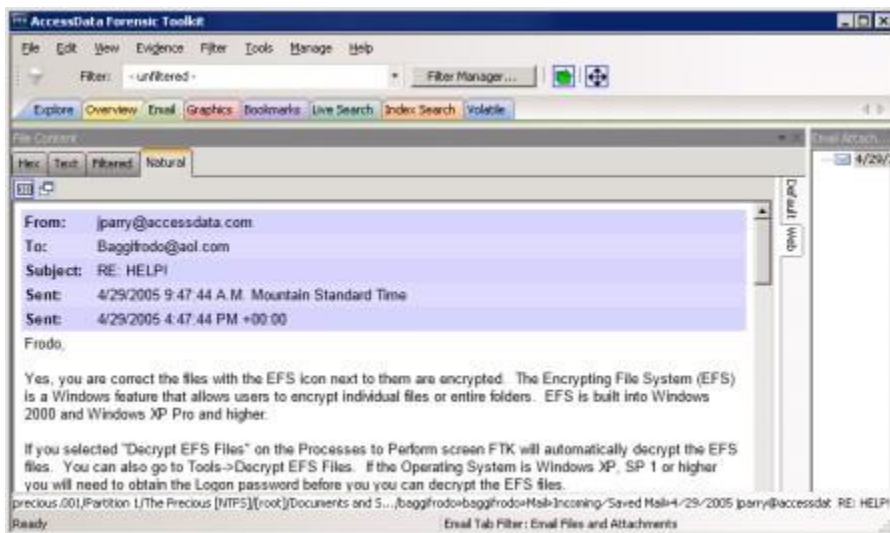 AccessData Forensic Toolkit
File Edit View Evidence Filter Tools Manage Help
Filter: - unfiltered - Filter Manager...
Explore Overview Email Graphics Bookmarks Live Search Index Search Volatile
File Content
Email Attach...
Hex Text Filtered Natural
4/29/
Default
Web
From: jparry@accessdata.com
To: Baggifrodo@aol.com
Subject: RE: HELP!
Sent: 4/29/2005 9:47:44 A.M. Mountain Standard Time
Sent: 4/29/2005 4:47:44 PM +00:00
Frodo,
Yes, you are correct the files with the EFS icon next to them are encrypted. The Encrypting File System (EFS)
is a Windows feature that allows users to encrypt individual files or entire folders. EFS is built into Windows
2000 and Windows XP Pro and higher.
If you selected "Decrypt EFS Files" on the Processes to Perform screen FTK will automatically decrypt the EFS
files. You can also go to Tools->Decrypt EFS Files. If the Operating System is Windows XP, SP 1 or higher
you will need to obtain the Logon password before you you can decrypt the EFS files.
precious.001/Partition 1/The Precious [NTFS]/[root]/Documents and S.../baggifrodo»baggifrodo»Mail»Incoming/Saved Mail»4/29/2005 jparry@accessdat RE: HELP!
Ready Email Tab Filter: Email Files and Attachments